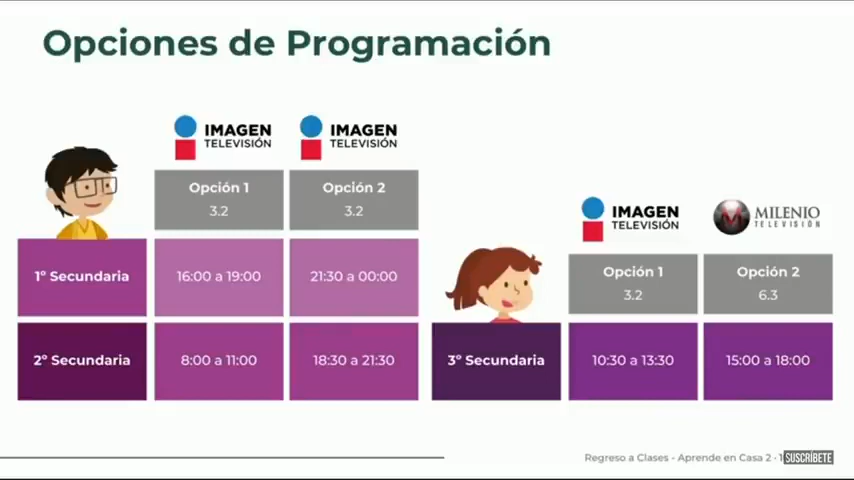 Opciones de Programación
IMAGEN
TELEVISIÓN
IMAGEN
TELEVISIÓN
Opción 1
3.2
Opción 2
3.2
1º Secundaria
16:00 a 19:00
21:30 a 00:00
2º Secundaria
8:00 a 11:00
18:30 a 21:30
IMAGEN
TELEVISIÓN
MILENIO
TELEVISIÓN
Opción 1
3.2
Opción 2
6.3
3º Secundaria
10:30 a 13:30
15:00 a 18:00
Regreso a Clases - Aprende en Casa 2 · 1
SUSCRÍBETE